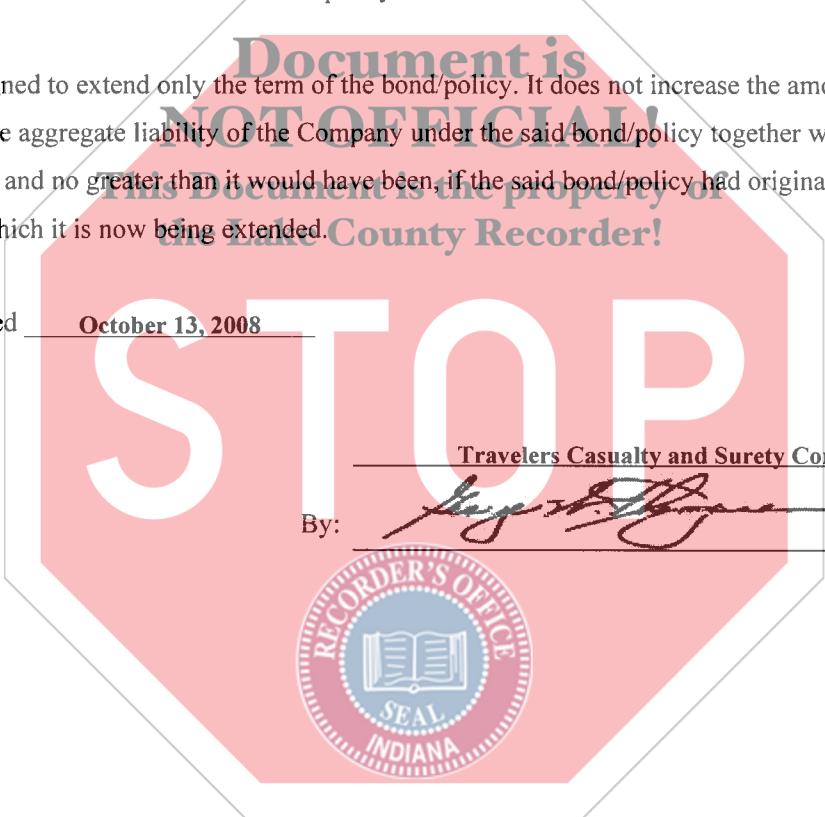 Document is
ned to extend only the term of the bond/policy. It does not increase the amo
NOT OFFICIAL!
e aggregate liability of the Company under the said bond/policy together w
This Document is the property of
and no greater than it would have been, if the said bond/policy had origina
the Lake County Recorder!
hich it is now being extended.
ed October 13, 2008
STOP
Travelers Casualty and Surety Co
By:
RECORDER'S OFFICE
SEAL
INDIANA